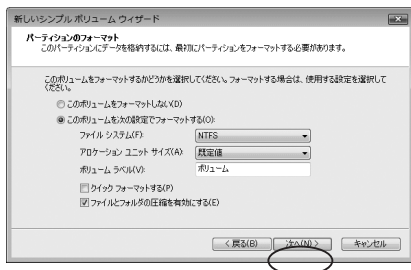 新しいシンプル ボリューム ウィザード
パーティションのフォーマット
このパーティションにデータを格納するには、最初にパーティションをフォーマットする必要があります。
このボリュームをフォーマットするかどうかを選択してください。フォーマットする場合は、使用する設定を選択して
ください。
このボリュームをフォーマットしない(D)
このボリュームを次の設定でフォーマットする(O):
ファイル システム(F): NTFS
アロケーション ユニット サイズ(A): 既定値
ボリューム ラベル(V): ボリューム
クイック フォーマットする(P)
ファイルとフォルダの圧縮を有効にする(E)
< 戻る(B) 次へ(N) > キャンセル